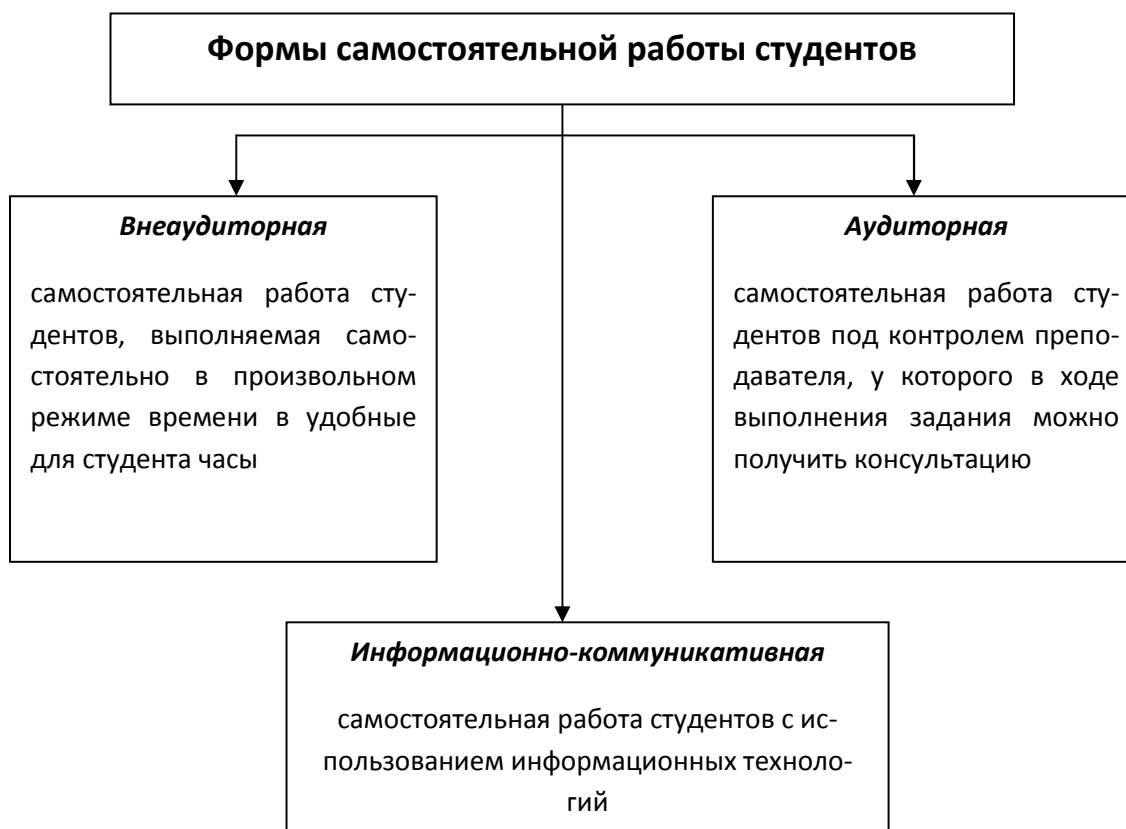 Формы самостоятельной работы студентов
Внеаудиторная
самостоятельная работа сту-
дентов, выполняемая само-
стоятельно в произвольном
режиме времени в удобные
для студента часы
Аудиторная
самостоятельная работа сту-
дентов под контролем препо-
давателя, у которого в ходе
выполнения задания можно
получить консультацию
Информационно-коммуникативная
самостоятельная работа студентов с ис-
пользованием информационных техноло-
гий